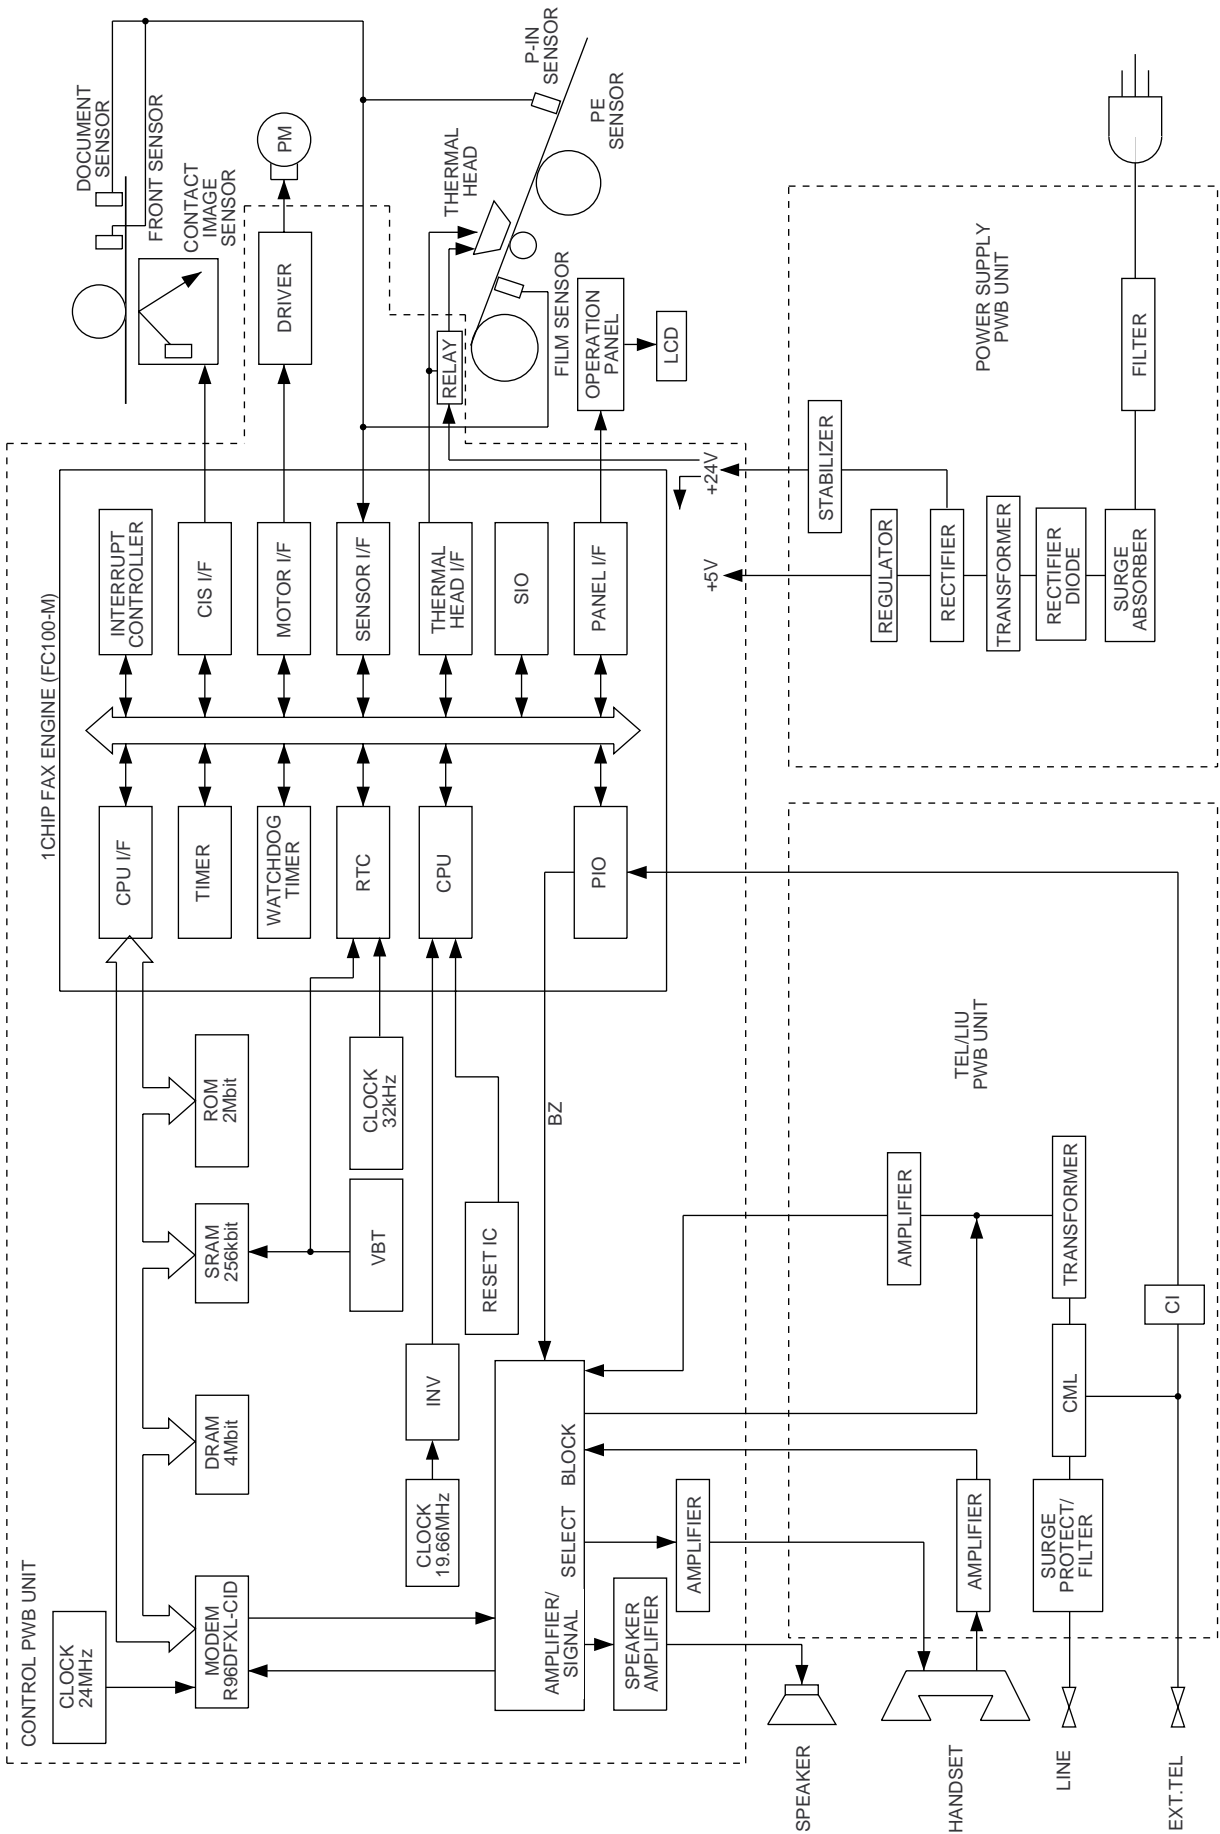 CONTROL PWB UNIT
CLOCK
24MHz
MODEM
R96DFXL-CID
DRAM
4Mbit
SRAM
256kbit
ROM
2Mbit
CLOCK
19.66MHz
INV
VBT
CLOCK
32kHz
RESET IC
AMPLIFIER/
SIGNAL
SELECT
BLOCK
BZ
SPEAKER
AMPLIFIER
AMPLIFIER
1CHIP FAX ENGINE (FC100-M)
CPU I/F
TIMER
WATCHDOG
TIMER
RTC
CPU
PIO
INTERRUPT
CONTROLLER
CIS I/F
MOTOR I/F
SENSOR I/F
THERMAL
HEAD I/F
SIO
PANEL I/F
DOCUMENT
SENSOR
FRONT SENSOR
CONTACT
IMAGE
SENSOR
DRIVER
PM
RELAY
THERMAL
HEAD
P-IN
SENSOR
PE
SENSOR
FILM SENSOR
OPERATION
PANEL
LCD
+24V
+5V
SPEAKER
HANDSET
LINE
EXT.TEL
TEL/LIU
PWB UNIT
AMPLIFIER
AMPLIFIER
SURGE
PROTECT/
FILTER
CML
TRANSFORMER
CI
POWER SUPPLY
PWB UNIT
STABILIZER
REGULATOR
RECTIFIER
TRANSFORMER
RECTIFIER
DIODE
SURGE
ABSORBER
FILTER